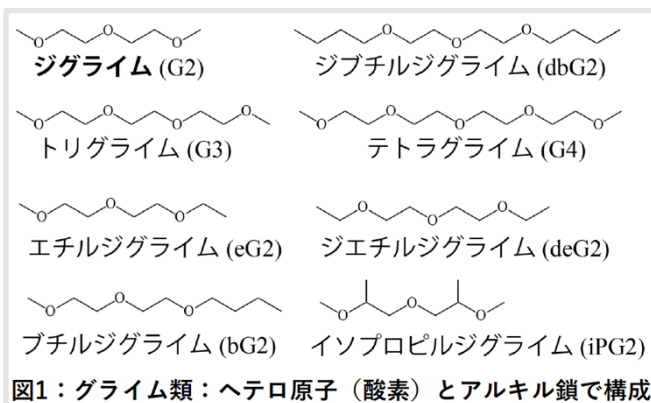 ジグライム (G2)
ジブチルジグライム (dbG2)
トリグライム (G3)
テトラグライム (G4)
エチルジグライム (eG2)
ジエチルジグライム (deG2)
ブチルジグライム (bG2)
イソプロピルジグライム (iPG2)
図1：グライム類：ヘテロ原子（酸素）とアルキル鎖で構成